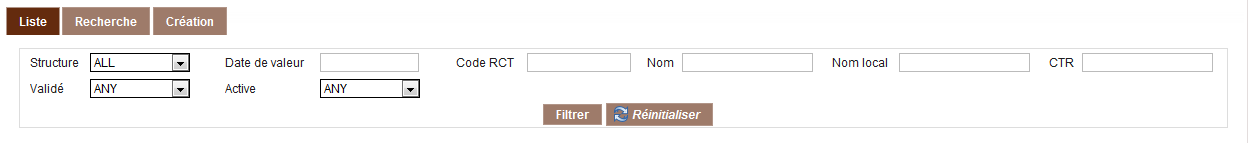 Liste Recherche Création
Structure ALL Date de valeur Code RCT Nom Nom local CTR
Validé ANY Active ANY
Filtrer Réinitialiser